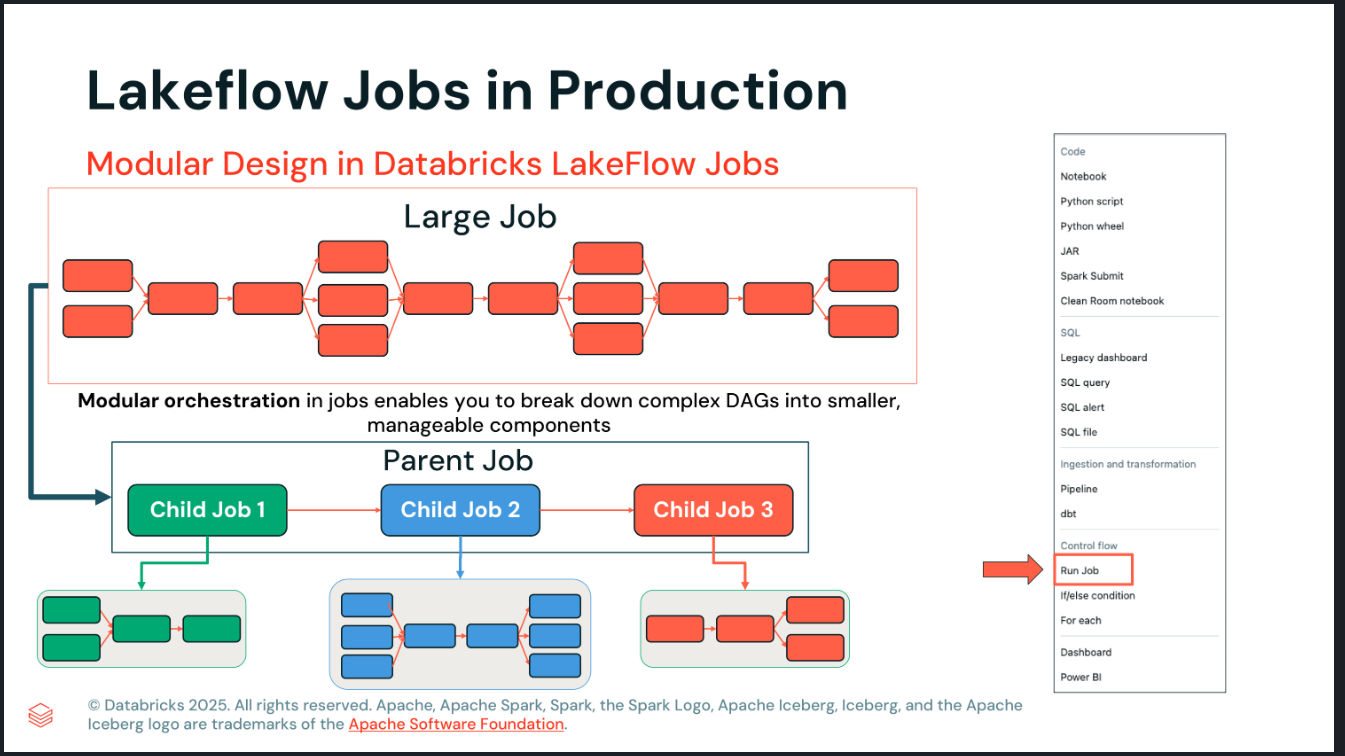 Lakeflow Jobs in Production
Modular Design in Databricks LakeFlow Jobs
Large Job
Modular orchestration in jobs enables you to break down complex DAGs into smaller,
manageable components
Parent Job
Child Job 1
Child Job 2
Child Job 3
Code
Notebook
Python script
Python wheel
JAR
Spark Submit
Clean Room notebook
SQL
Legacy dashboard
SQL query
SQL alert
SQL file
Ingestion and transformation
Pipeline
dbt
Control flow
Run Job
If/else condition
For each
Dashboard
Power BI
© Databricks 2025. All rights reserved. Apache, Apache Spark, Spark, the Spark Logo, Apache Iceberg, Iceberg, and the Apache
Iceberg logo are trademarks of the Apache Software Foundation.